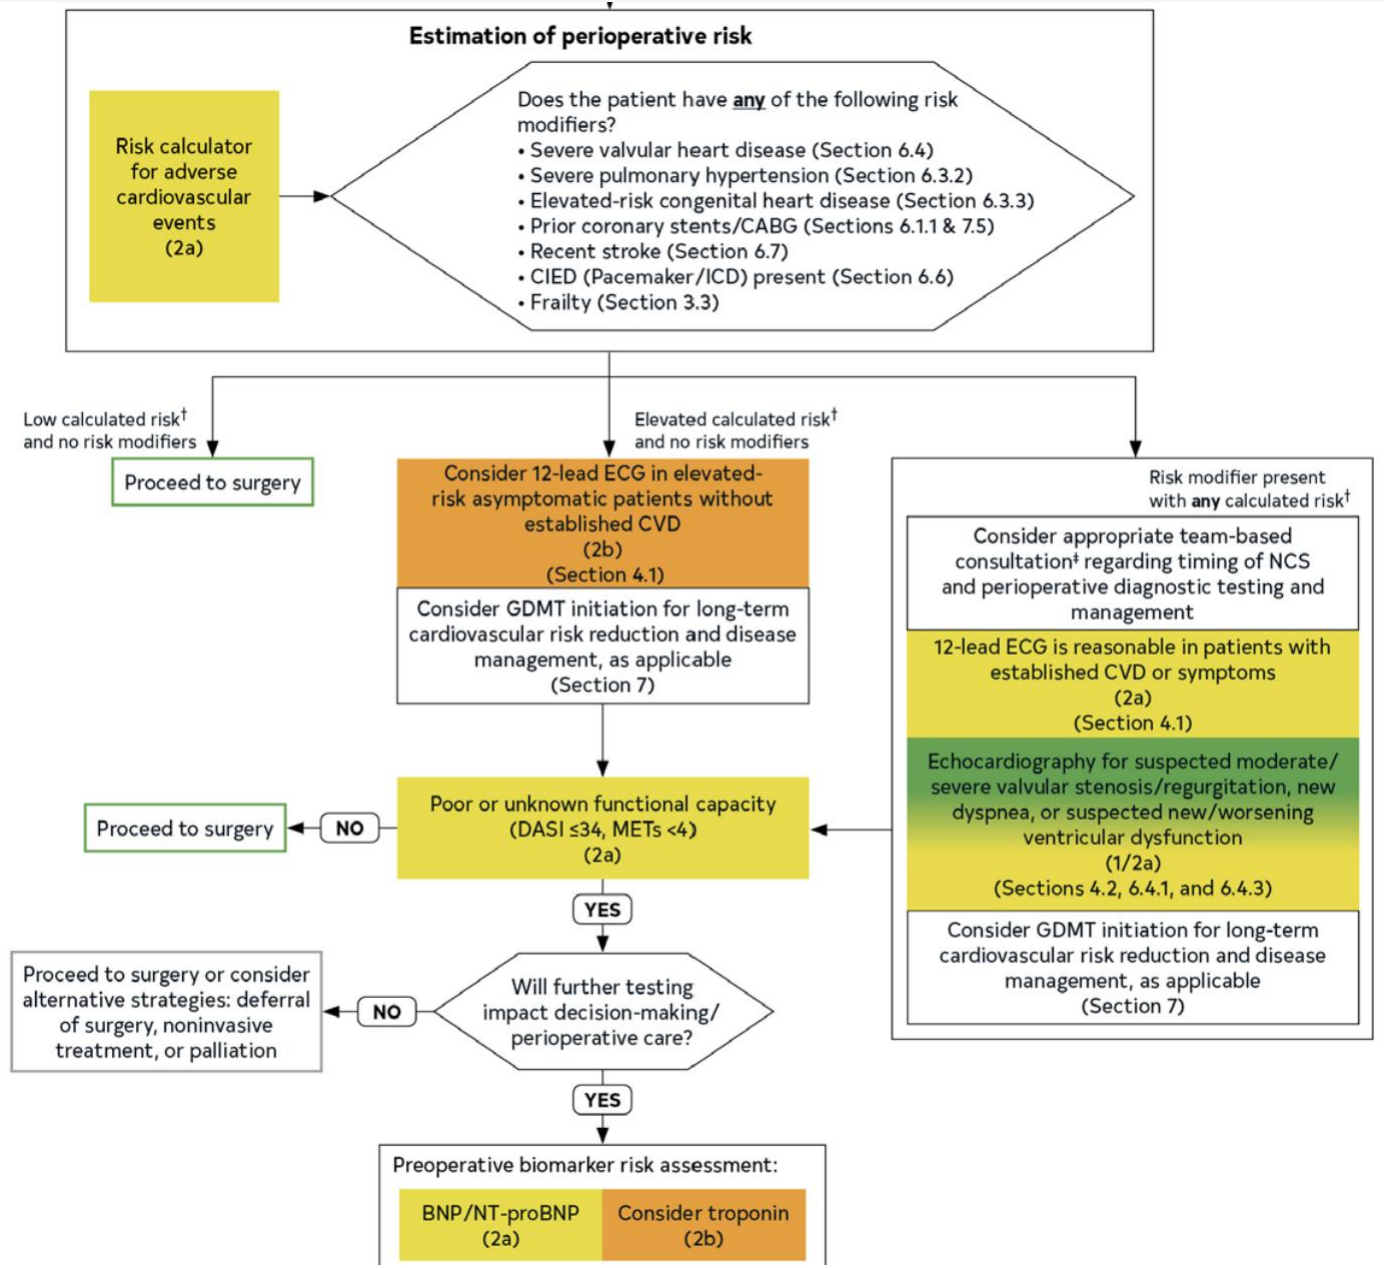 Estimation of perioperative risk
Risk calculator
for adverse
cardiovascular
events
(2a)
Does the patient have any of the following risk
modifiers?
• Severe valvular heart disease (Section 6.4)
• Severe pulmonary hypertension (Section 6.3.2)
• Elevated-risk congenital heart disease (Section 6.3.3)
• Prior coronary stents/CABG (Sections 6.1.1 & 7.5)
• Recent stroke (Section 6.7)
• CIED (Pacemaker/ICD) present (Section 6.6)
• Frailty (Section 3.3)
Low calculated risk†
and no risk modifiers
Proceed to surgery
Elevated calculated risk†
and no risk modifiers
Consider 12-lead ECG in elevated-
risk asymptomatic patients without
established CVD
(2b)
(Section 4.1)
Consider GDMT initiation for long-term
cardiovascular risk reduction and disease
management, as applicable
(Section 7)
Risk modifier present
with any calculated risk†
Consider appropriate team-based
consultation‡ regarding timing of NCS
and perioperative diagnostic testing and
management
12-lead ECG is reasonable in patients with
established CVD or symptoms
(2a)
(Section 4.1)
Echocardiography for suspected moderate/
severe valvular stenosis/regurgitation, new
dyspnea, or suspected new/worsening
ventricular dysfunction
(1/2a)
(Sections 4.2, 6.4.1, and 6.4.3)
Consider GDMT initiation for long-term
cardiovascular risk reduction and disease
management, as applicable
(Section 7)
Poor or unknown functional capacity
(DASI ≤34, METs <4)
(2a)
NO
Proceed to surgery
YES
Will further testing
impact decision-making/
perioperative care?
NO
Proceed to surgery or consider
alternative strategies: deferral
of surgery, noninvasive
treatment, or palliation
YES
Preoperative biomarker risk assessment:
BNP/NT-proBNP
(2a)
Consider troponin
(2b)